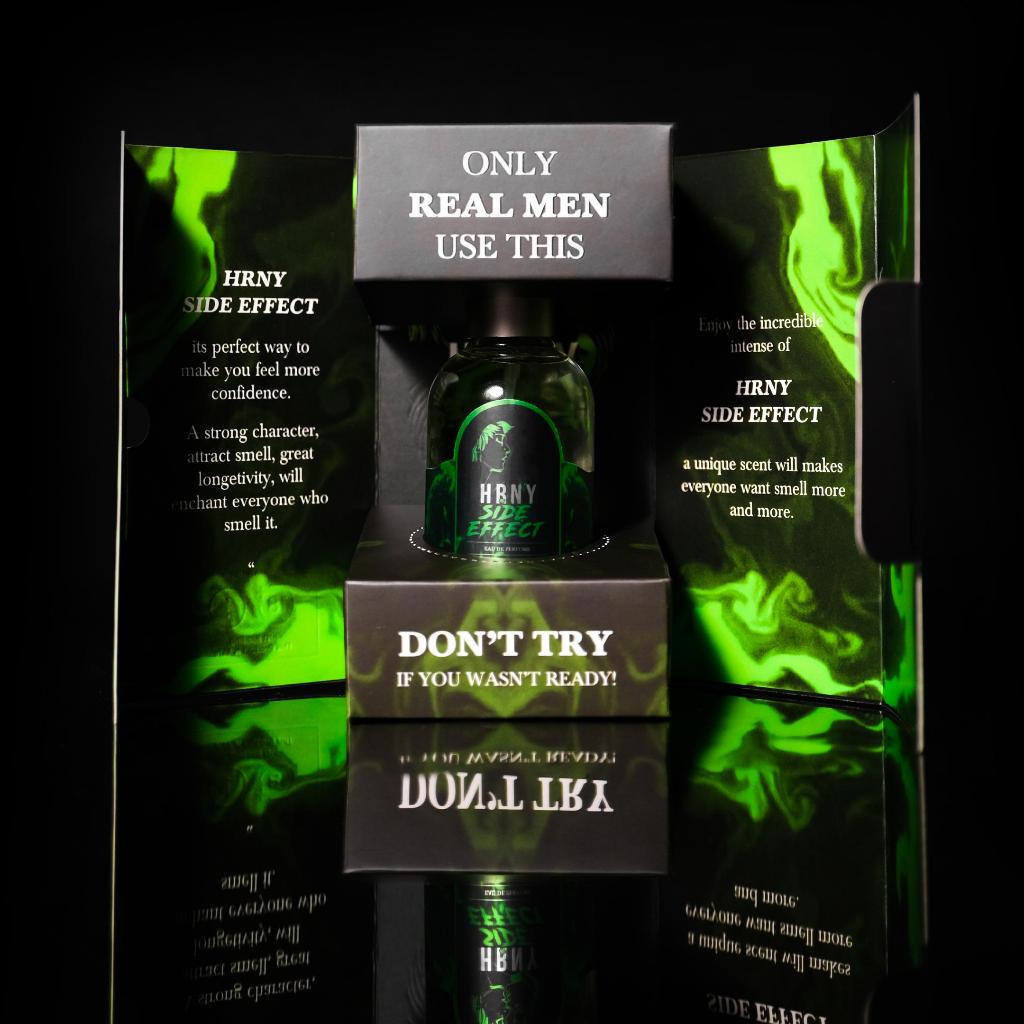 ONLY
REAL MEN
USE THIS
HRNY
SIDE EFFECT
its perfect way to
make you feel more
confidence.
A strong character,
attract smell, great
longetivity, will
enchant everyone who
smell it.
“
HRNY
SIDE
EFFECT
EAU DE PERFUME
DON'T TRY
IF YOU WASN'T READY!
Enjoy the incredible
intense of
HRNY
SIDE EFFECT
a unique scent will makes
everyone want smell more
and more.